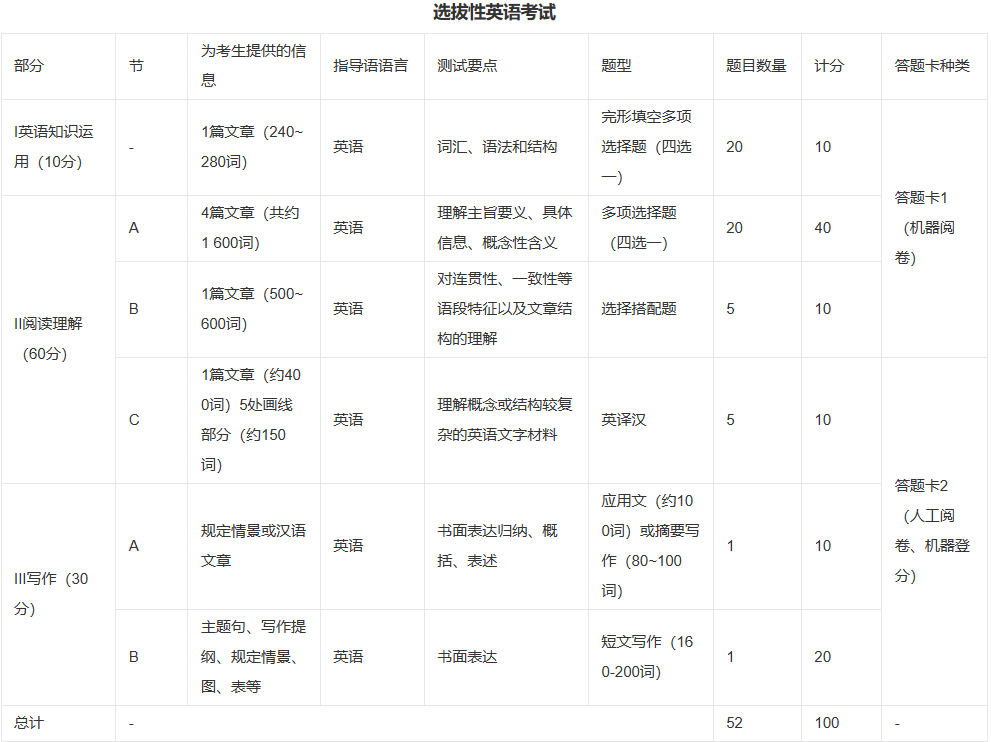 选拔性英语考试
部分
节
为考生提供的信
息
指导语语言
测试要点
题型
题目数量
计分
答题卡种类
I英语知识运
用（10分）
-
1篇文章（240~
280词）
英语
词汇、语法和结构
完形填空多项
选择题（四选
一）
20
10
答题卡1
（机器阅
卷）
II阅读理解
（60分）
A
4篇文章（共约
1 600词）
英语
理解主旨要义、具体
信息、概念性含义
多项选择题
（四选一）
20
40
B
1篇文章（500~
600词）
英语
对连贯性、一致性等
语段特征以及文章结
构的理解
选择搭配题
5
10
C
1篇文章（约40
0词）5处画线
部分（约150
词）
英语
理解概念或结构较复
杂的英语文字材料
英译汉
5
10
答题卡2
（人工阅
卷、机器登
分）
III写作（30
分）
A
规定情景或汉语
文章
英语
书面表达归纳、概
括、表述
应用文（约10
0词）或摘要写
作（80~100
词）
1
10
B
主题句、写作提
纲、规定情景、
图、表等
英语
书面表达
短文写作（16
0-200词）
1
20
总计
-
52
100
-